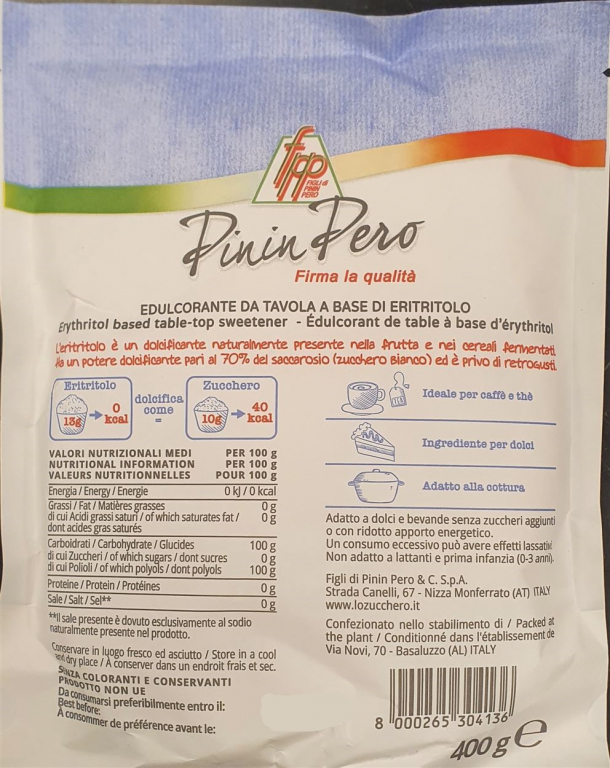 fpp
FIGLI di
PININ
PERO
Pinin Pero
Firma la qualità
EDULCORANTE DA TAVOLA A BASE DI ERITRITOLO
Erythritol based table-top sweetener - Édulcorant de table à base d'érythritol
L'eritritolo è un dolcificante naturalmente presente nella frutta e nei cereali fermentati.
Ha un potere dolcificante pari al 70% del saccarosio (zucchero bianco) ed è privo di retrogusti.
Eritritolo
13g
0
kcal
dolcifica
come
=
Zucchero
10g
40
kcal
Ideale per caffè e thè
Ingrediente per dolci
Adatto alla cottura
VALORI NUTRIZIONALI MEDI PER 100 g
NUTRITIONAL INFORMATION PER 100 g
VALEURS NUTRITIONNELLES POUR 100 g
Energia / Energy / Energie 0 kJ / 0 kcal
Grassi / Fat / Matières grasses 0 g
di cui Acidi grassi saturi / of which saturates fat / 0 g
dont acides gras saturés
Carboidrati / Carbohydrate / Glucides 100 g
di cui Zuccheri / of which sugars / dont sucres 0 g
di cui Polioli / of which polyols / dont polyols 100 g
Proteine / Protein / Protéines 0 g
Sale / Salt / Sel** 0 g
**Il sale presente è dovuto esclusivamente al sodio
naturalmente presente nel prodotto.
Conservare in luogo fresco ed asciutto / Store in a cool
and dry place / À conserver dans un endroit frais et sec.
SENZA COLORANTI E CONSERVANTI
PRODOTTO NON UE
Da consumarsi preferibilmente entro il:
Best before:
A consommer de préférence avant le:
Adatto a dolci e bevande senza zuccheri aggiunti
o con ridotto apporto energetico.
Un consumo eccessivo può avere effetti lassativi
Non adatto a lattanti e prima infanzia (0-3 anni).
Figli di Pinin Pero & C. S.p.A.
Strada Canelli, 67 - Nizza Monferrato (AT) ITALY
www.lozucchero.it
Confezionato nello stabilimento di / Packed at
the plant / Conditionné dans l'établissement de
Via Novi, 70 - Basaluzzo (AL) ITALY
8 000265 304136
400 g e